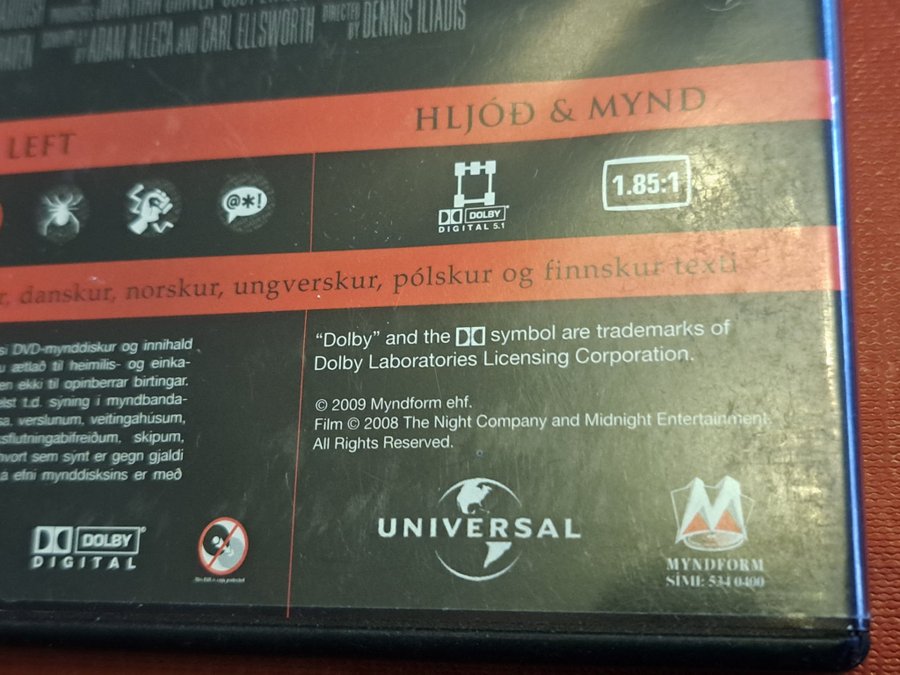 DIRECTED
BY DENNIS ILIADIS
ADAM ALLECA AND CARL ELLSWORTH
LEFT
HLJÓÐ & MYND
@*!
DOLBY
DIGITAL 5.1
1.85:1
danskur, norskur, ungverskur, pólskur og finnskur texti
DVD-mynddiskur og innihald
ætlað til heimilis- og einka-
en ekki til opinberrar birtingar.
t.d. sýning í myndbanda-
verslunum, veitingahúsum,
skipum,
sem sýnt er gegn gjaldi
á efni mynddisksins er með
"Dolby" and the symbol are trademarks of
Dolby Laboratories Licensing Corporation.
© 2009 Myndform ehf.
Film © 2008 The Night Company and Midnight Entertainment.
All Rights Reserved.
DOLBY
DIGITAL
UNIVERSAL
MYNDFORM
SÍMI: 534 0400